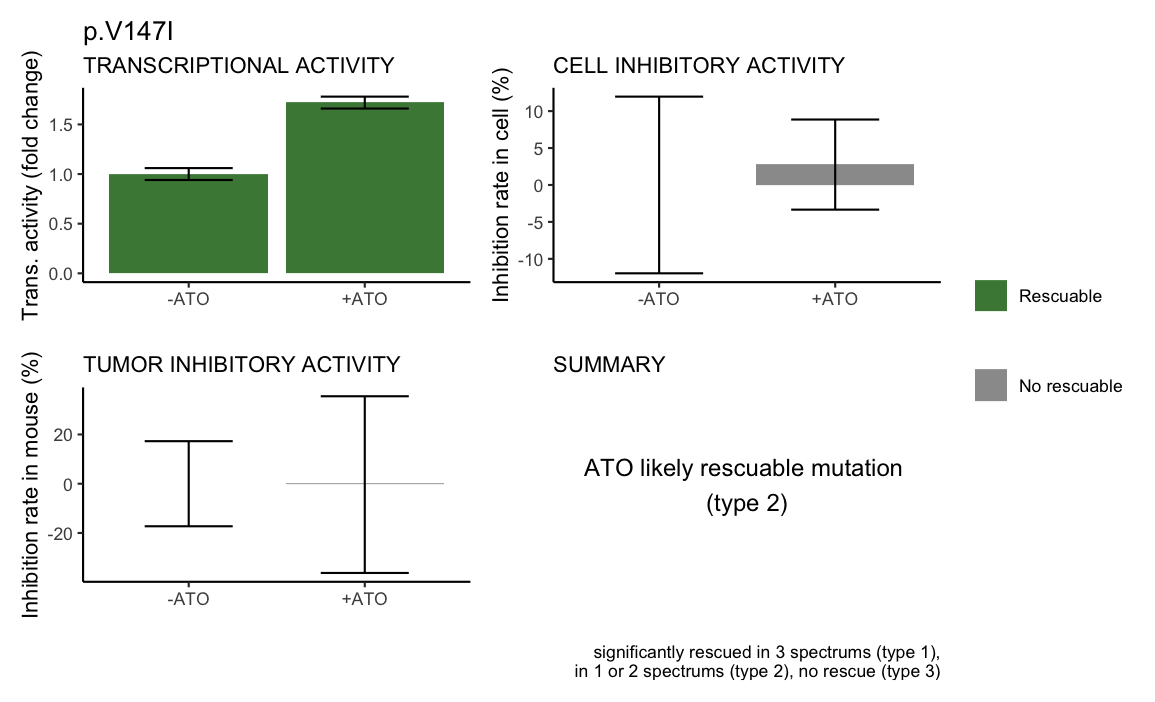 p.V147I
TRANSCRIPTIONAL ACTIVITY
Trans. activity (fold change)
1.5
1.0
0.5
0.0
-ATO
+ATO
CELL INHIBITORY ACTIVITY
Inhibition rate in cell (%)
10
5
0
-5
-10
-ATO
+ATO
Rescuable
No rescuable
TUMOR INHIBITORY ACTIVITY
Inhibition rate in mouse (%)
20
0
-20
-ATO
+ATO
SUMMARY
ATO likely rescuable mutation
(type 2)
significantly rescued in 3 spectrums (type 1),
in 1 or 2 spectrums (type 2), no rescue (type 3)